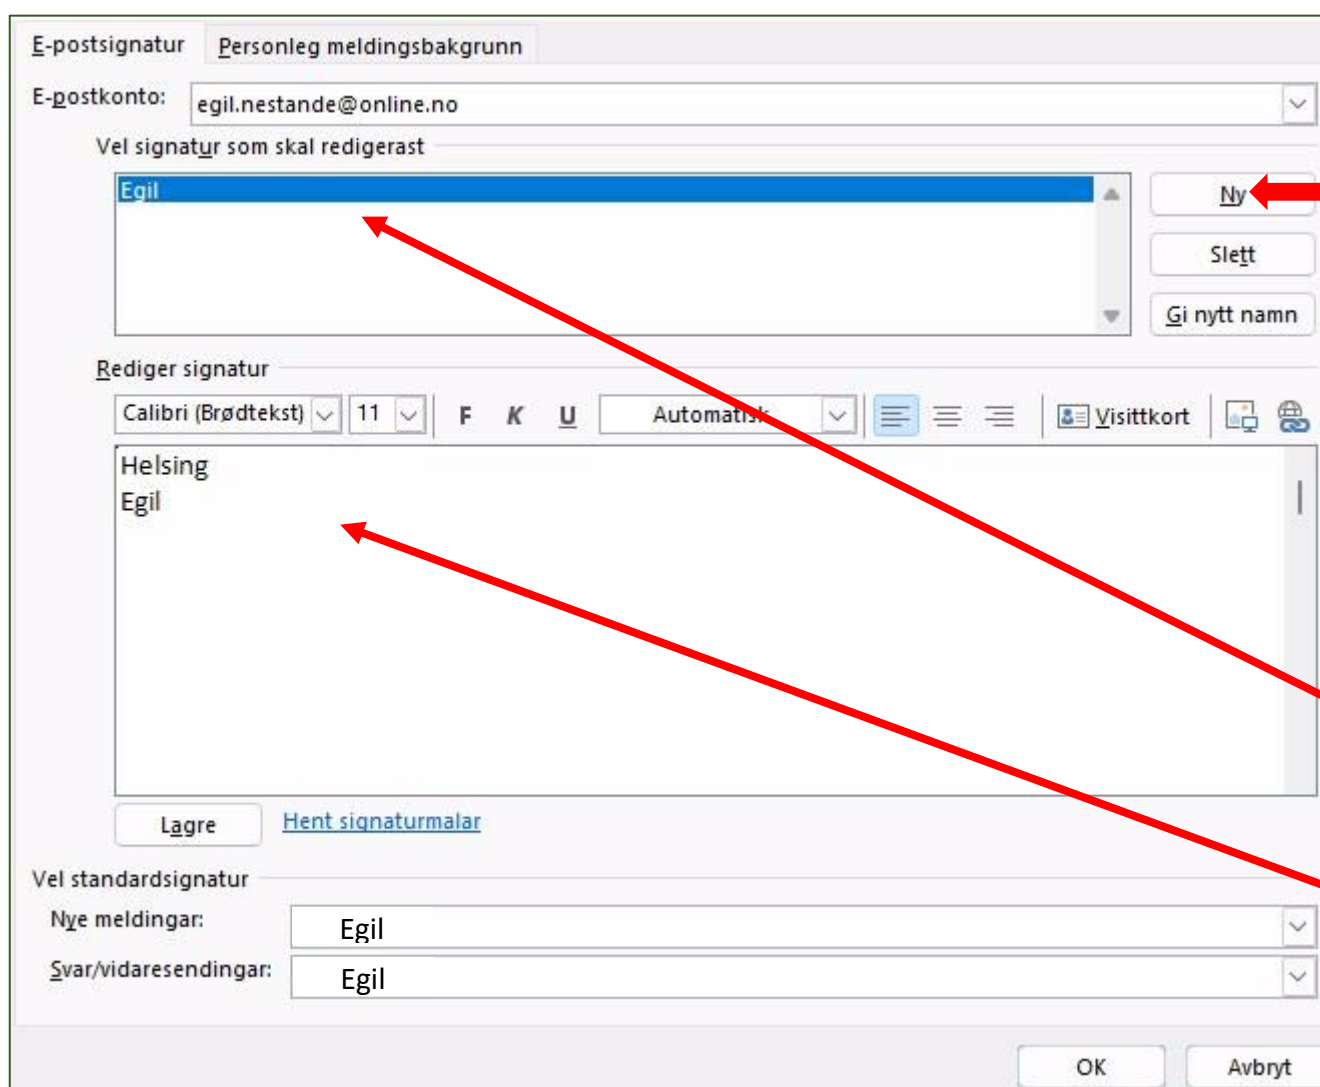 E-postsignatur Personleg meldingsbakgrunn
E-postkonto: egil.nestande@online.no
Vel signatur som skal redigerast
Egil
Ny
Slett
Gi nytt namn
Rediger signatur
Calibri (Brødtekst) 11 F K U Automatisk Visittkort
Helsing
Egil
Lagre Hent signaturmalar
Vel standardsignatur
Nye meldingar: Egil
Svar/vidaresendingar: Egil
OK Avbryt